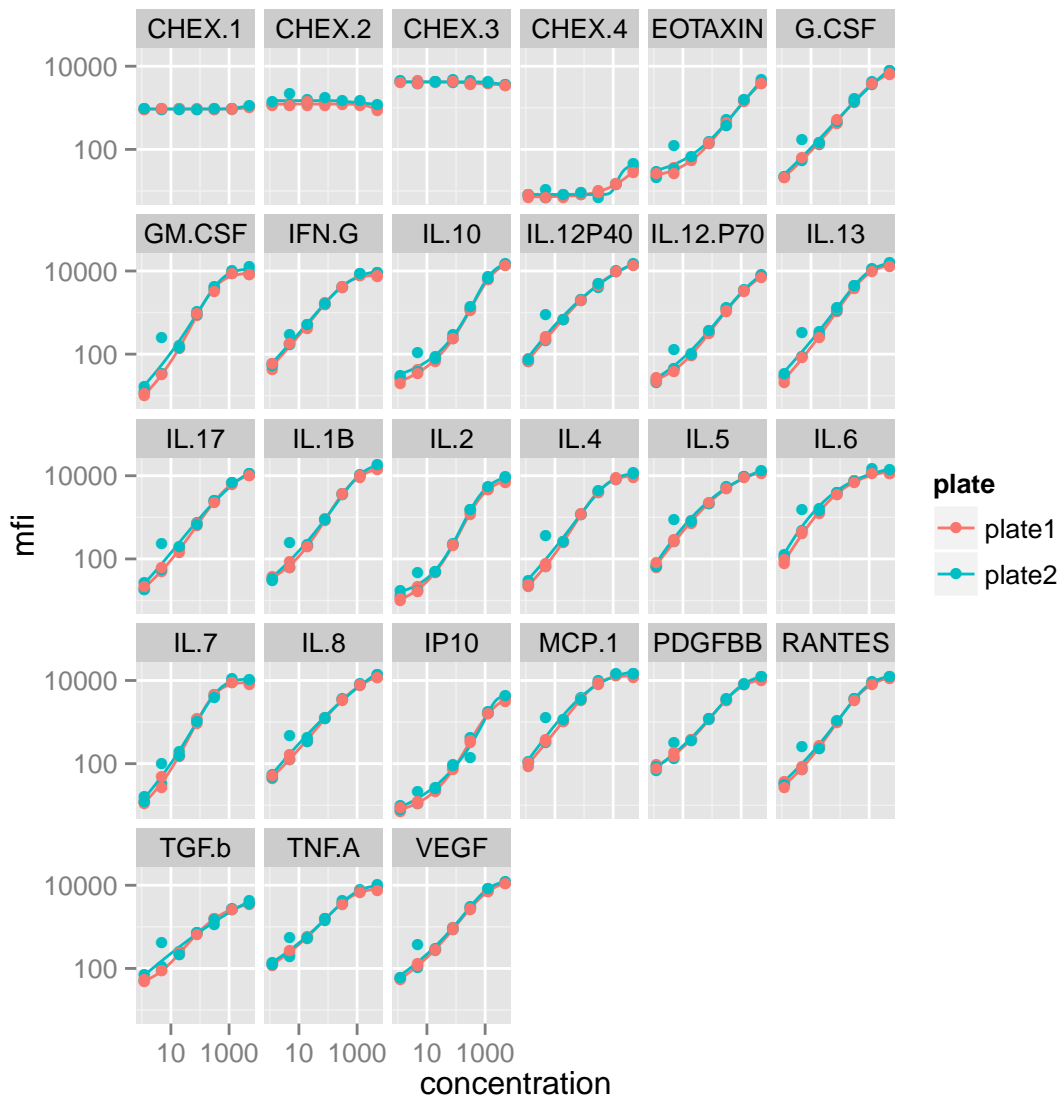 CHEX.1 CHEX.2 CHEX.3 CHEX.4 EOTAXIN G.CSF
10000
100
GM.CSF IFN.G IL.10 IL.12P40 IL.12.P70 IL.13
10000
100
IL.17 IL.1B IL.2 IL.4 IL.5 IL.6
10000
100
mfi
plate
plate1
plate2
IL.7 IL.8 IP10 MCP.1 PDGFBB RANTES
10000
100
TGF.b TNF.A VEGF
10000
100
10 1000 10 1000 10 1000
concentration